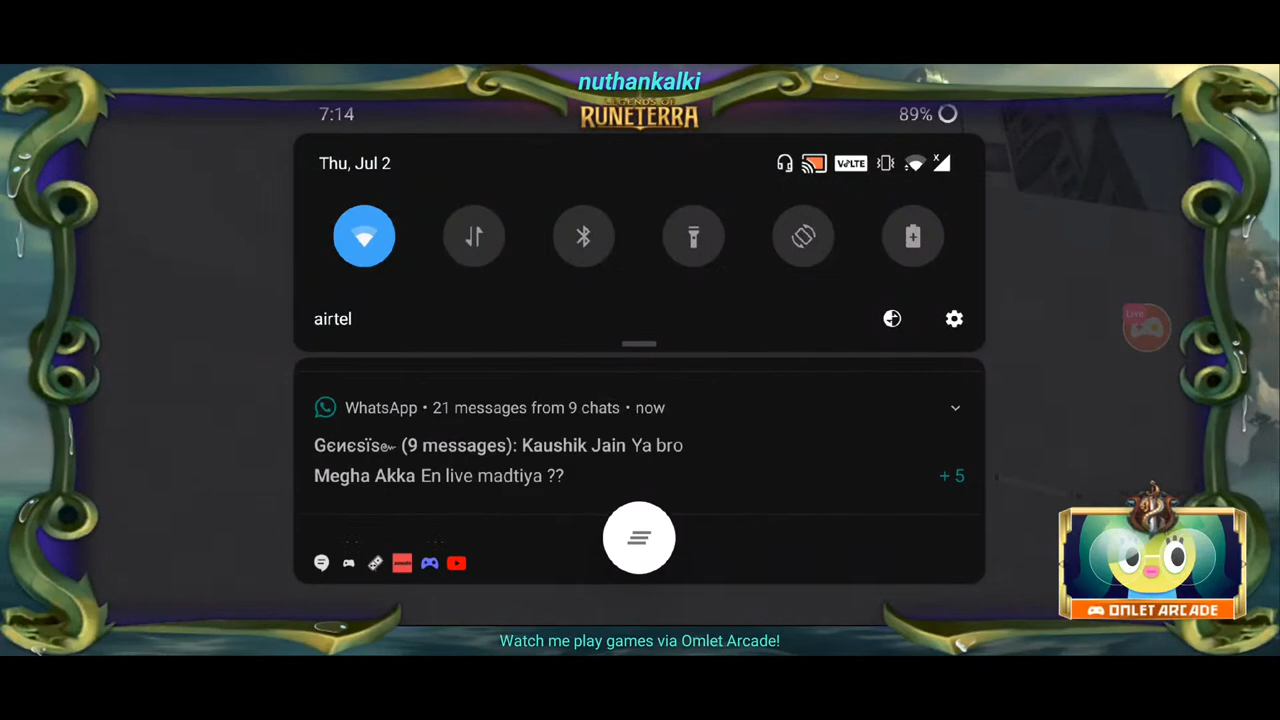 nuthankalki
LEGENDS OF
RUNETERRA
7:14
89%
Thu, Jul 2
VoLTE
X
airtel
Live
WhatsApp • 21 messages from 9 chats • now
Gєиєsïs (9 messages): Kaushik Jain Ya bro
Megha Akka En live madtiya ??
+ 5
OMLET ARCADE
Watch me play games via Omlet Arcade!